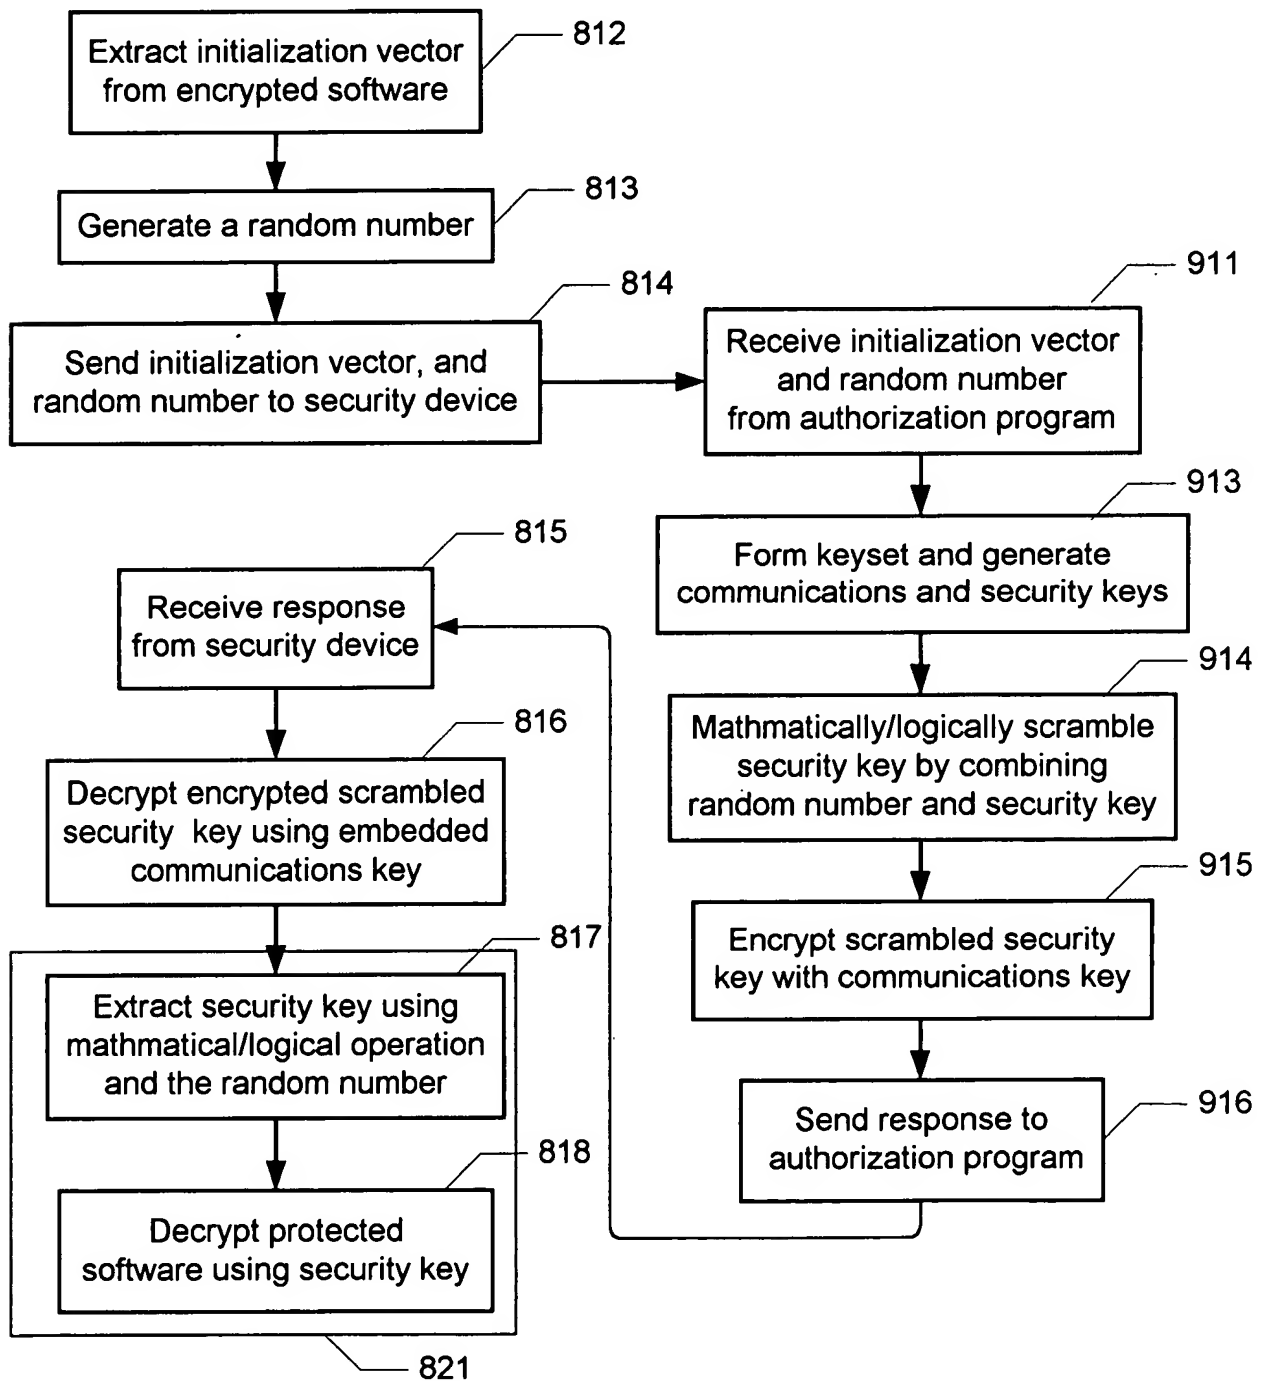 Extract initialization vector
from encrypted software
812
Generate a random number
813
Send initialization vector, and
random number to security device
814
Receive initialization vector
and random number
from authorization program
911
Form keyset and generate
communications and security keys
913
Mathmatically/logically scramble
security key by combining
random number and security key
914
Encrypt scrambled security
key with communications key
915
Send response to
authorization program
916
Receive response
from security device
815
Decrypt encrypted scrambled
security key using embedded
communications key
816
Extract security key using
mathmatical/logical operation
and the random number
817
Decrypt protected
software using security key
818
821